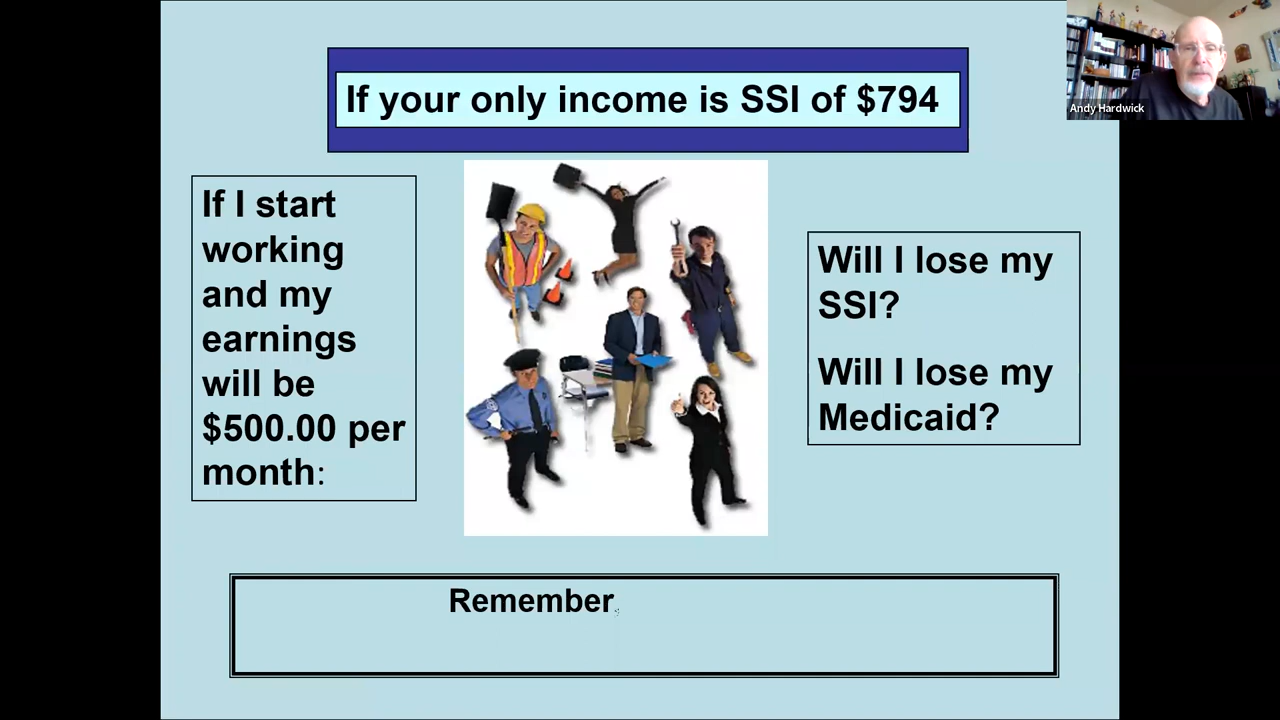 If your only income is SSI of $794
Andy Hardwick
If I start
working
and my
earnings
will be
$500.00 per
month:
Will I lose my
SSI?
Will I lose my
Medicaid?
Remember